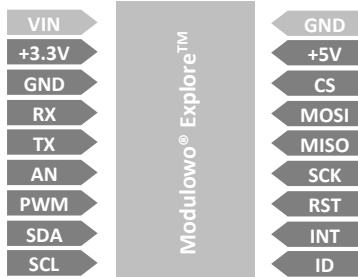 VIN
+3.3V
GND
RX
TX
AN
PWM
SDA
SCL
Modulowo® Explore™
GND
+5V
CS
MOSI
MISO
SCK
RST
INT
ID